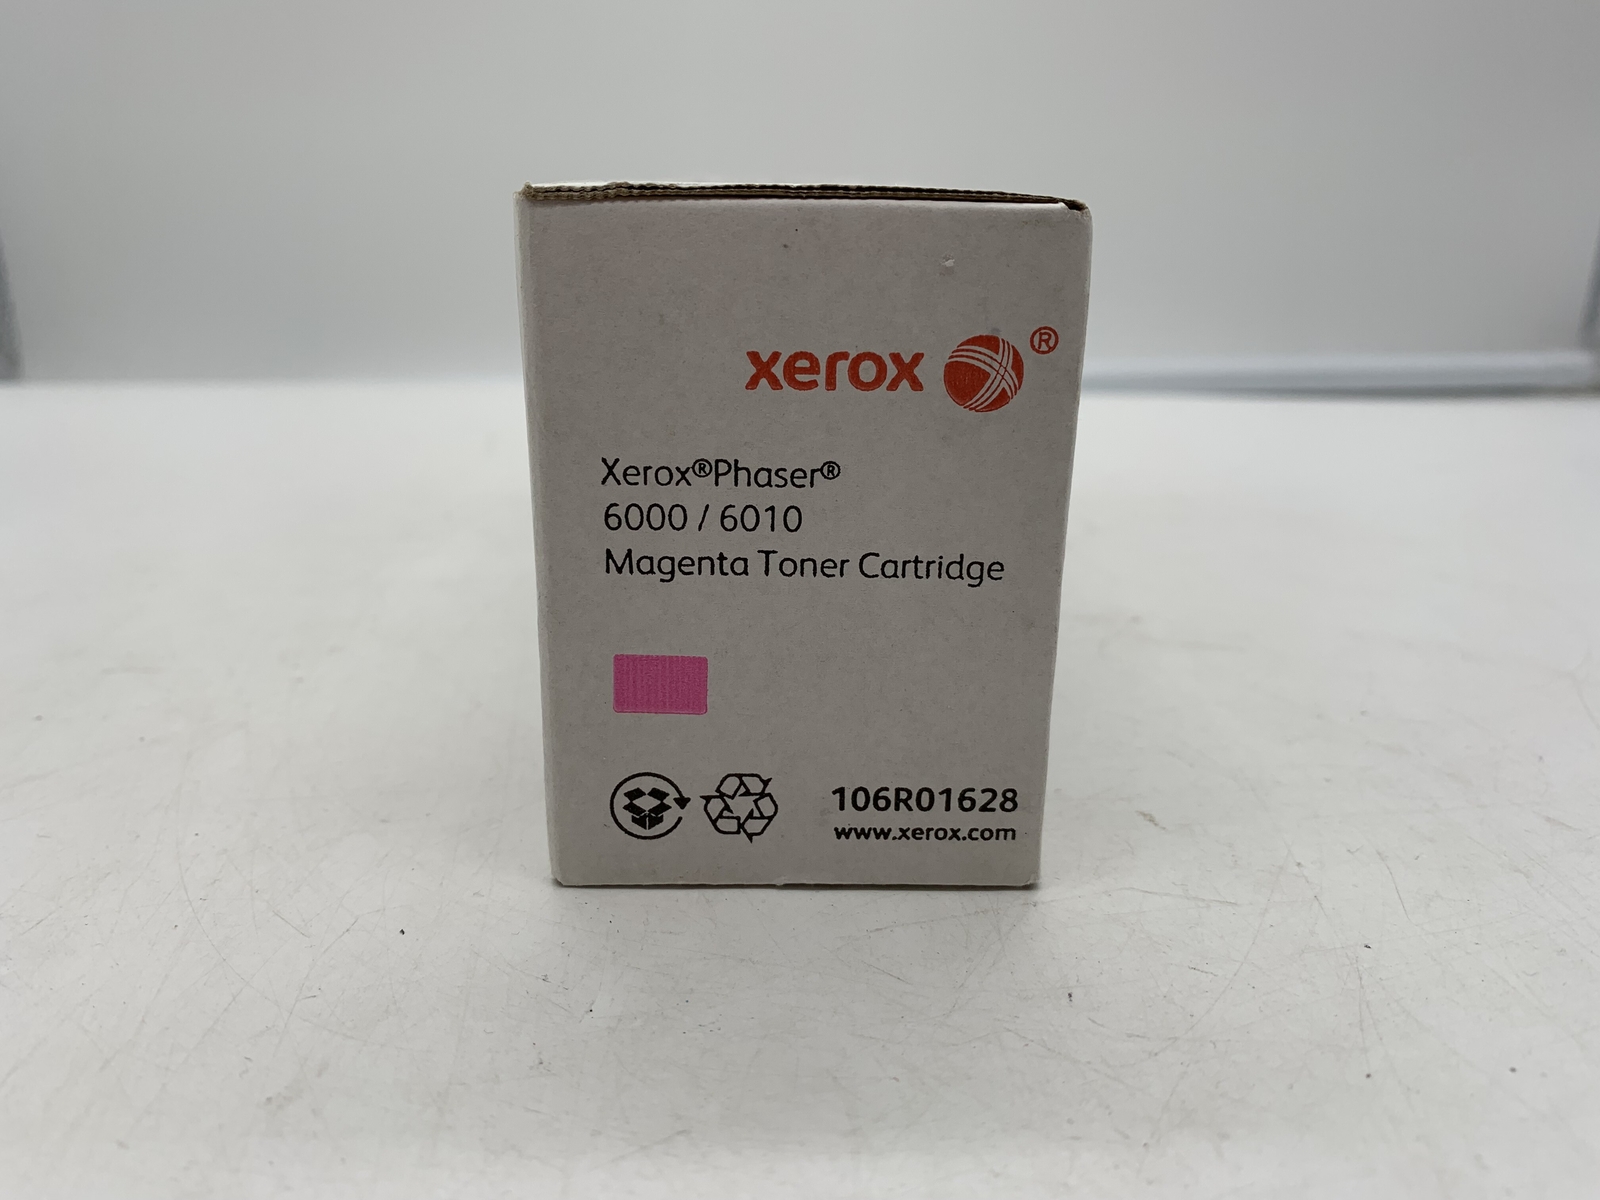 xerox ®
Xerox®Phaser®
6000 / 6010
Magenta Toner Cartridge
106R01628
www.xerox.com